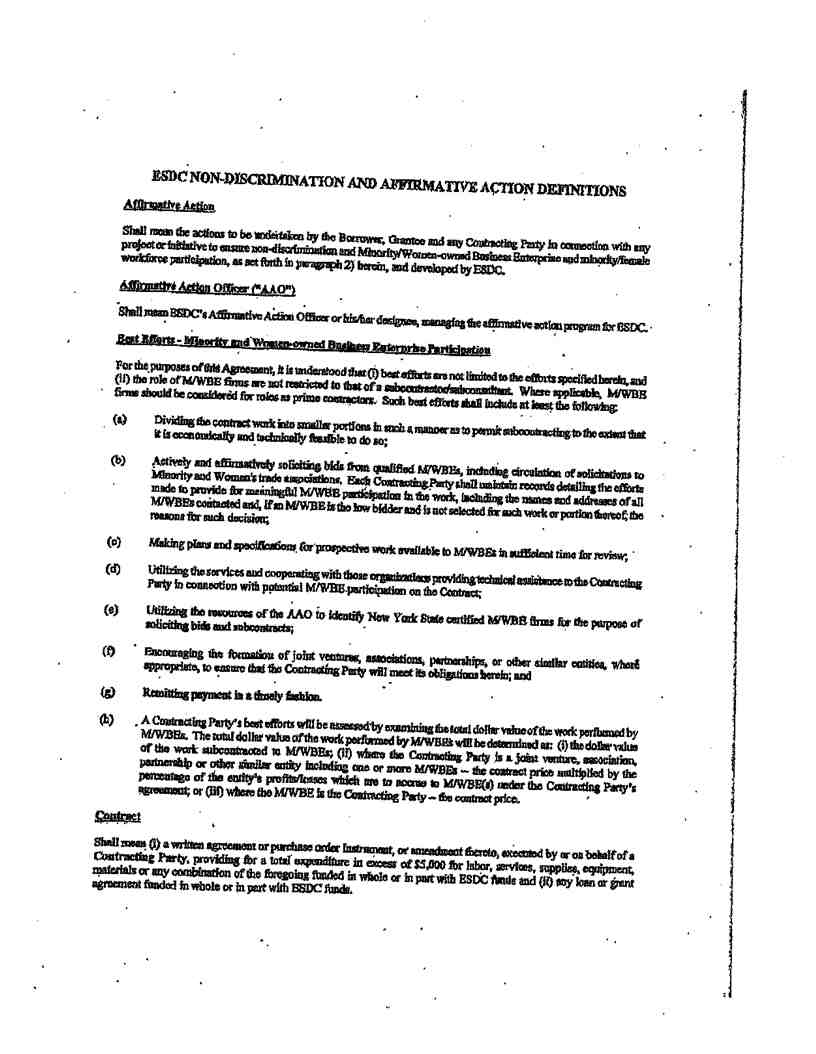 ESDC NON-DISCRIMINATION AND AFFIRMATIVE ACTION DEFINITIONS
Affirmative Action
Shall mean the actions to be undertaken by the Borrower, Grantee and any Contracting Party in connection with any
project or initiative to ensure non-discrimination and Minority/Women-owned Business Enterprise and minority/female
workforce participation, as set forth in paragraph 2) herein, and developed by ESDC.
Affirmative Action Officer ("AAO")
Shall mean ESDC's Affirmative Action Officer or his/her designee, managing the affirmative action program for ESDC.
Best Efforts - Minority and Women-owned Business Enterprise Participation
For the purposes of this Agreement, it is understood that (i) best efforts are not limited to the efforts specified herein, and
(ii) the role of M/WBE firms are not restricted to that of a subcontractor/subconsultant. Where applicable, M/WBE
firms should be considered for roles as prime contractors. Such best efforts shall include at least the following:
(a) Dividing the contract work into smaller portions in such a manner as to permit subcontracting to the extent that
it is economically and technically feasible to do so;
(b) Actively and affirmatively soliciting bids from qualified M/WBEs, including circulation of solicitations to
Minority and Women's trade associations. Each Contracting Party shall maintain records detailing the efforts
made to provide for meaningful M/WBE participation in the work, including the names and addresses of all
M/WBEs contacted and, if an M/WBE is the low bidder and is not selected for such work or portion thereof, the
reasons for such decision;
(c) Making plans and specifications for prospective work available to M/WBEs in sufficient time for review;
(d) Utilizing the services and cooperating with those organizations providing technical assistance to the Contracting
Party in connection with potential M/WBE participation on the Contract;
(e) Utilizing the resources of the AAO to identify New York State certified M/WBE firms for the purpose of
soliciting bids and subcontracts;
(f) Encouraging the formation of joint ventures, associations, partnerships, or other similar entities, where
appropriate, to ensure that the Contracting Party will meet its obligations herein; and
(g) Remitting payment in a timely fashion.
(h) A Contracting Party's best efforts will be assessed by examining the total dollar value of the work performed by
M/WBEs. The total dollar value of the work performed by M/WBEs will be determined as: (i) the dollar value
of the work subcontracted to M/WBEs; (ii) where the Contracting Party is a joint venture, association,
partnership or other similar entity including one or more M/WBEs – the contract price multiplied by the
percentage of the entity's profits/losses which are to accrue to M/WBE(s) under the Contracting Party's
agreement; or (iii) where the M/WBE is the Contracting Party – the contract price.
Contract
Shall mean (i) a written agreement or purchase order instrument, or amendment thereto, executed by or on behalf of a
Contracting Party, providing for a total expenditure in excess of $5,000 for labor, services, supplies, equipment,
materials or any combination of the foregoing funded in whole or in part with ESDC funds and (ii) any loan or grant
agreement funded in whole or in part with ESDC funds.